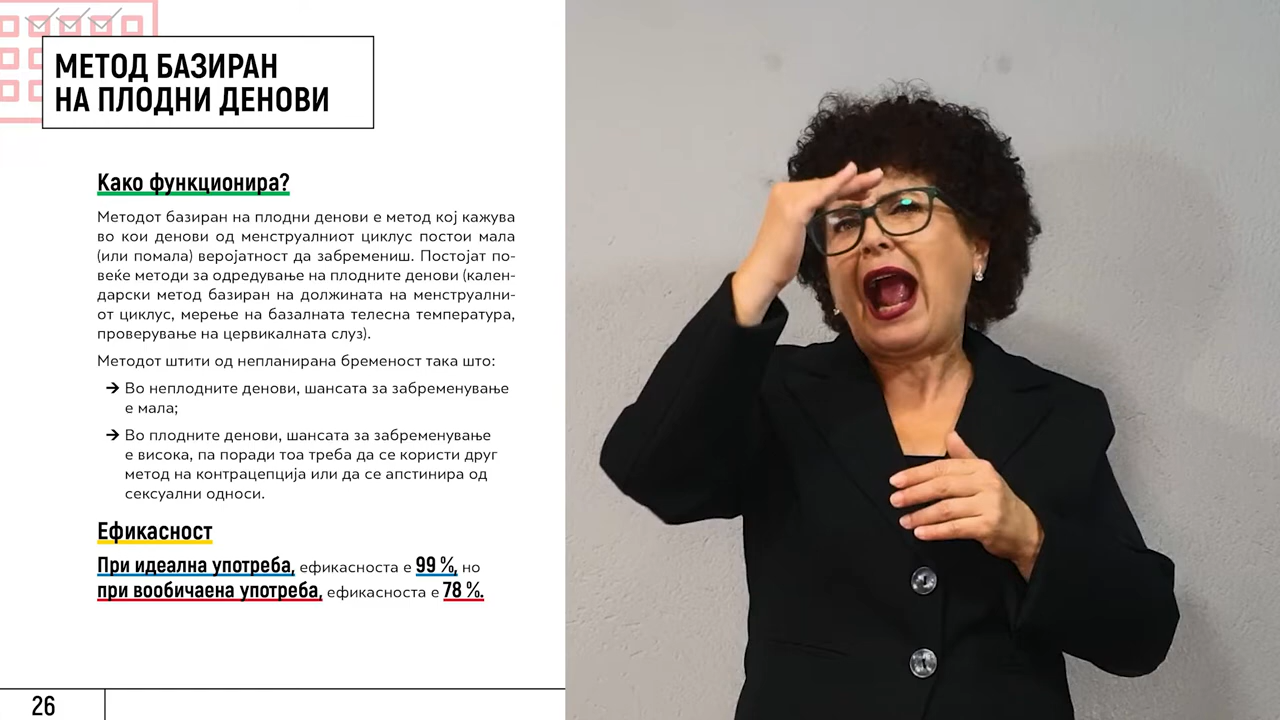 МЕТОД БАЗИРАН
НА ПЛОДНИ ДЕНОВИ
Како функционира?
Методот базиран на плодни денови е метод кој кажува
во кои денови од менструалниот циклус постои мала
(или помала) веројатност да забремениш. Постојат по-
веќе методи за одредување на плодните денови (кален-
дарски метод базиран на должината на менструални-
от циклус, мерење на базалната телесна температура,
проверување на цервикалната слуз).
Методот штити од непланирана бременост така што:
→ Во неплодните денови, шансата за забременување
е мала;
→ Во плодните денови, шансата за забременување
е висока, па поради тоа треба да се користи друг
метод на контрацепција или да се апстинира од
сексуални односи.
Ефикасност
При идеална употреба, ефикасноста е 99 %, но
при вообичаена употреба, ефикасноста е 78 %.
26